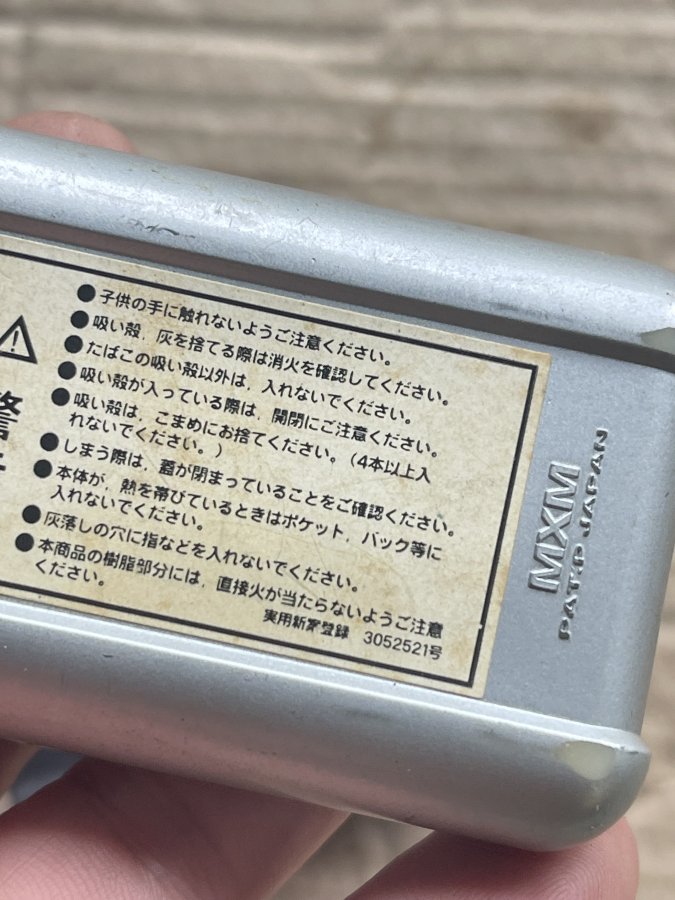 警告
●子供の手に触れないようご注意ください。
●吸い殻，灰を捨てる際は消火を確認してください。
●たばこの吸い殻以外は，入れないでください。
●吸い殻が入っている際は，開閉にご注意ください。
●吸い殻は，こまめにお捨てください。（4本以上入
れないでください。）
●しまう際は，蓋が閉まっていることをご確認ください。
●本体が，熱を帯びているときはポケット，バック等に
入れないでください。
●灰落しの穴に指などを入れないでください。
●本商品の樹脂部分には，直接火が当たらないようご注意
ください。
実用新案登録 3052521号
MXM
PAT.D JAPAN